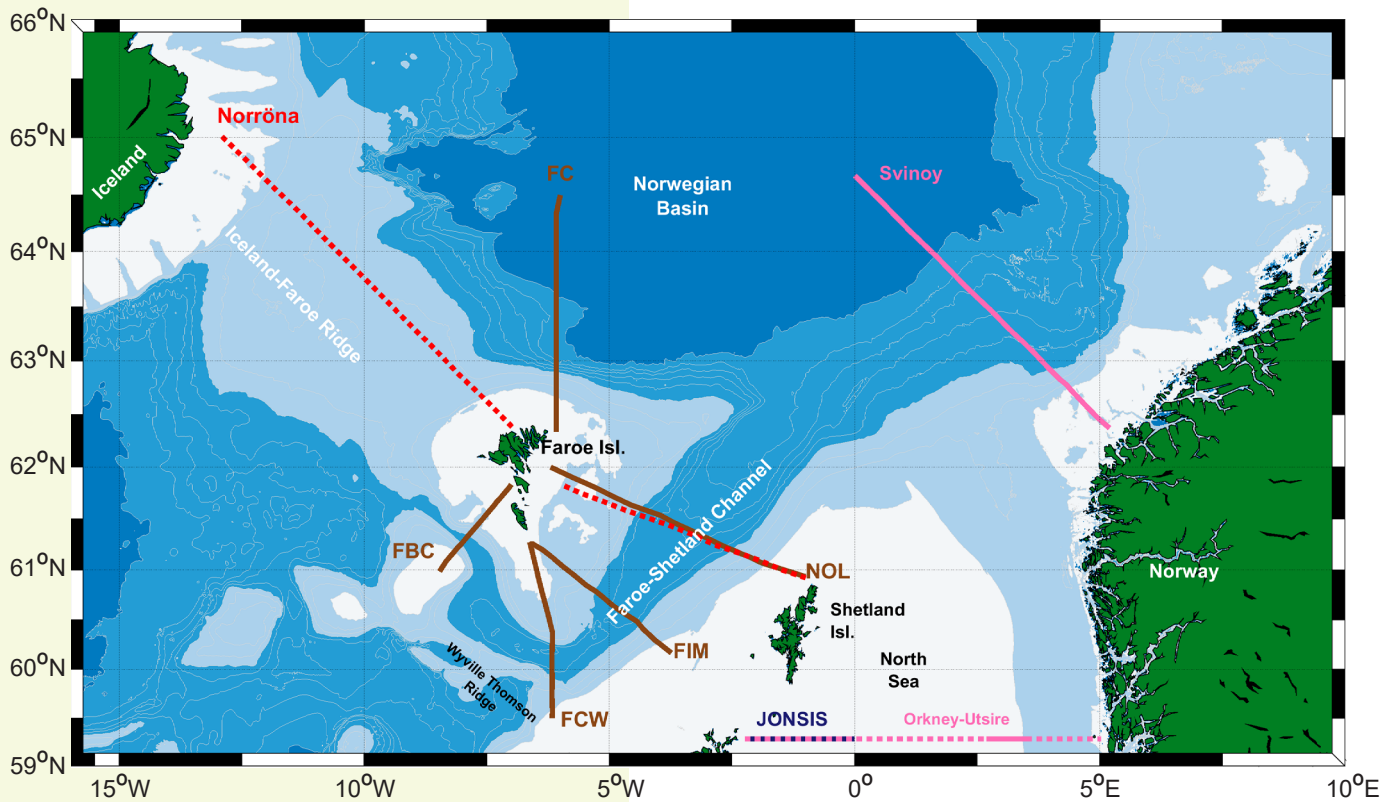 66°N
65°N
64°N
63°N
62°N
61°N
60°N
59°N
15°W
10°W
5°W
0°
5°E
10°E
Norröna
Iceland
FC
Norwegian
Basin
Svinoy
Iceland-Faroe Ridge
Faroe Isl.
Faroe-Shetland Channel
FBC
NOL
Norway
Shetland
Isl.
FIM
North
Sea
Wyville Thomson
Ridge
FCW
JONSIS
Orkney-Utsire